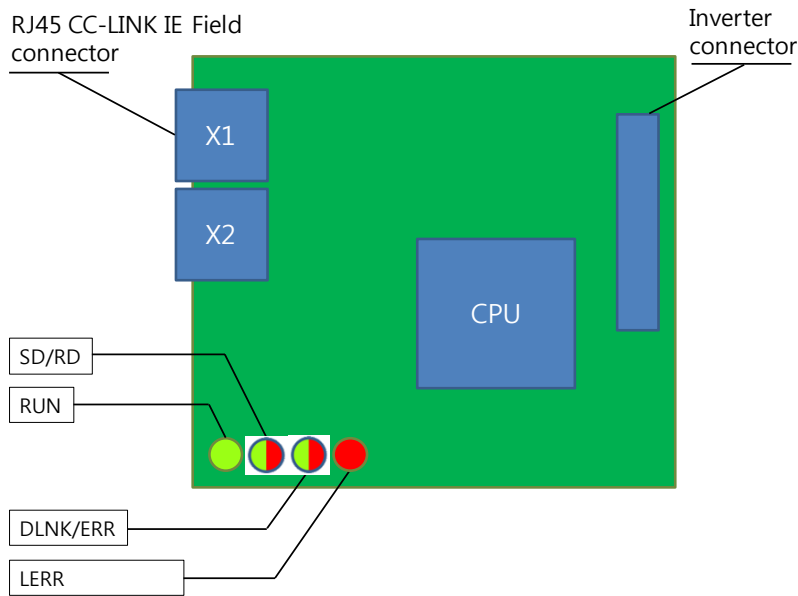 RJ45 CC-LINK IE Field
connector
Inverter
connector
X1
X2
CPU
SD/RD
RUN
DLNK/ERR
LERR